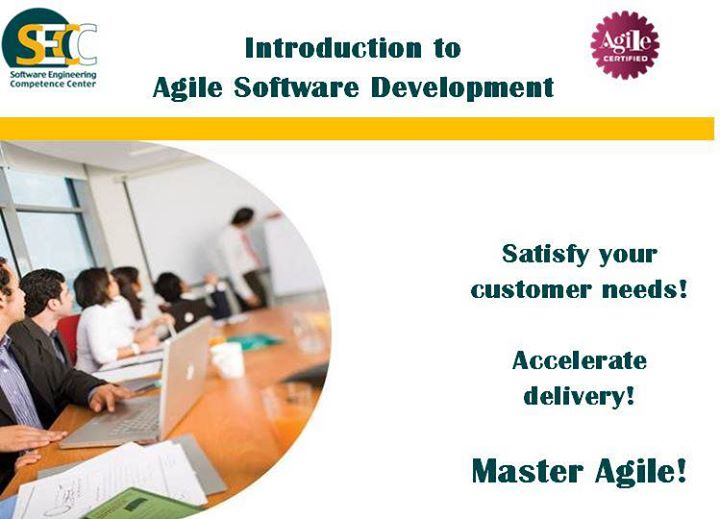 SECC
Software Engineering
Competence Center
Introduction to
Agile Software Development
Agile
CERTIFIED
Satisfy your
customer needs!
Accelerate
delivery!
Master Agile!